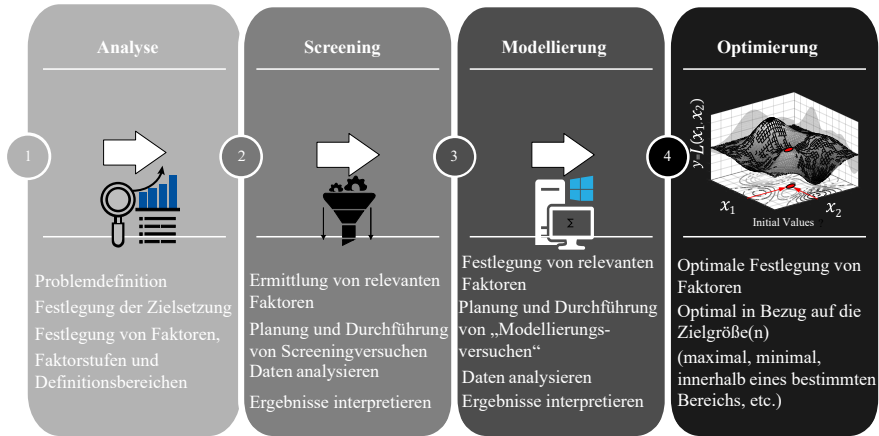 Analyse
1
Problemdefinition
Festlegung der Zielsetzung
Festlegung von Faktoren,
Faktorstufen und
Definitionsbereichen
Screening
2
Ermittlung von relevanten
Faktoren
Planung und Durchführung
von Screeningversuchen
Daten analysieren
Ergebnisse interpretieren
Modellierung
3
Σ
Festlegung von relevanten
Faktoren
Planung und Durchführung
von „Modellierungs-
versuchen“
Daten analysieren
Ergebnisse interpretieren
Optimierung
4
y=L(x₁,x₂)
x₁
x₂
Initial Values
Optimale Festlegung von
Faktoren
Optimal in Bezug auf die
Zielgröße(n)
(maximal, minimal,
innerhalb eines bestimmten
Bereichs, etc.)